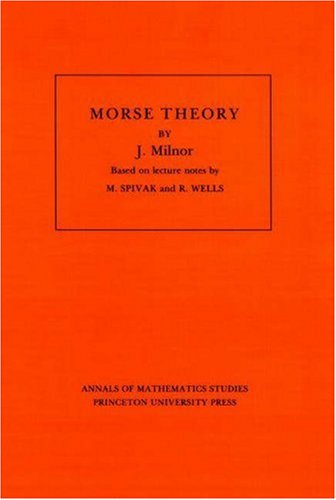 MORSE THEORY
BY
J. Milnor
Based on lecture notes by
M. SPIVAK and R. WELLS
ANNALS OF MATHEMATICS STUDIES
PRINCETON UNIVERSITY PRESS